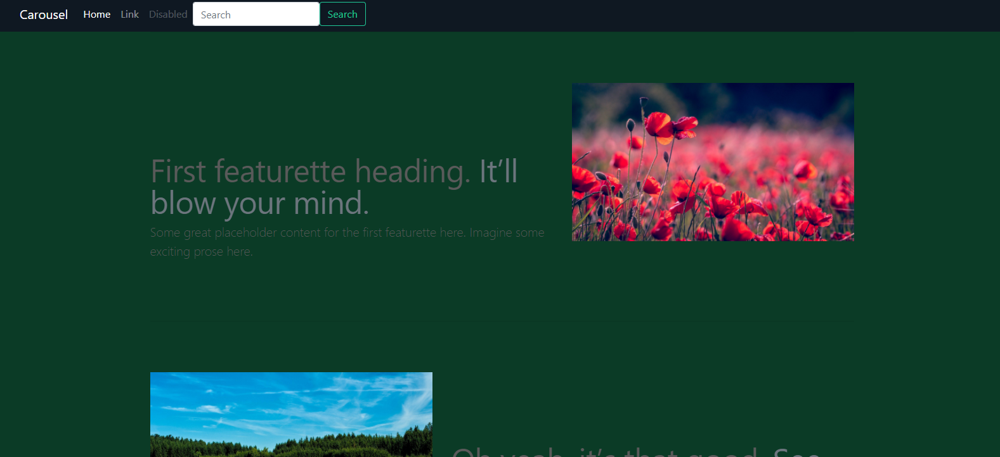 Carousel Home Link Disabled Search Search
First featurette heading. It’ll
blow your mind.
Some great placeholder content for the first featurette here. Imagine some
exciting prose here.
Oh yeah, it’s that good. See